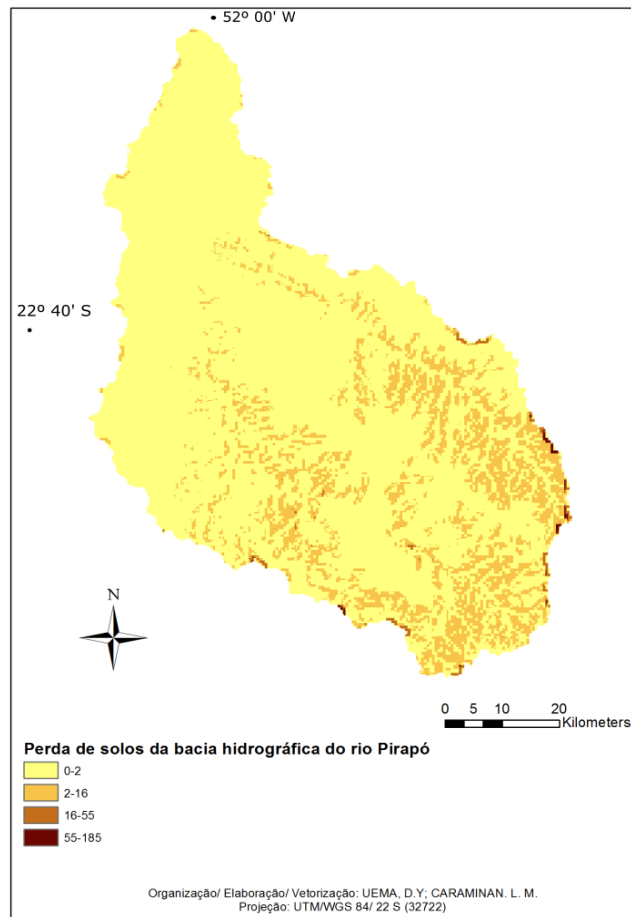 52º 00' W
22º 40' S
N
0 5 10 20
Kilometers
Perda de solos da bacia hidrográfica do rio Pirapó
0-2
2-16
16-55
55-185
Organização/ Elaboração/ Vetorização: UEMA, D.Y; CARAMINAN. L. M.
Projeção: UTM/WGS 84/ 22 S (32722)